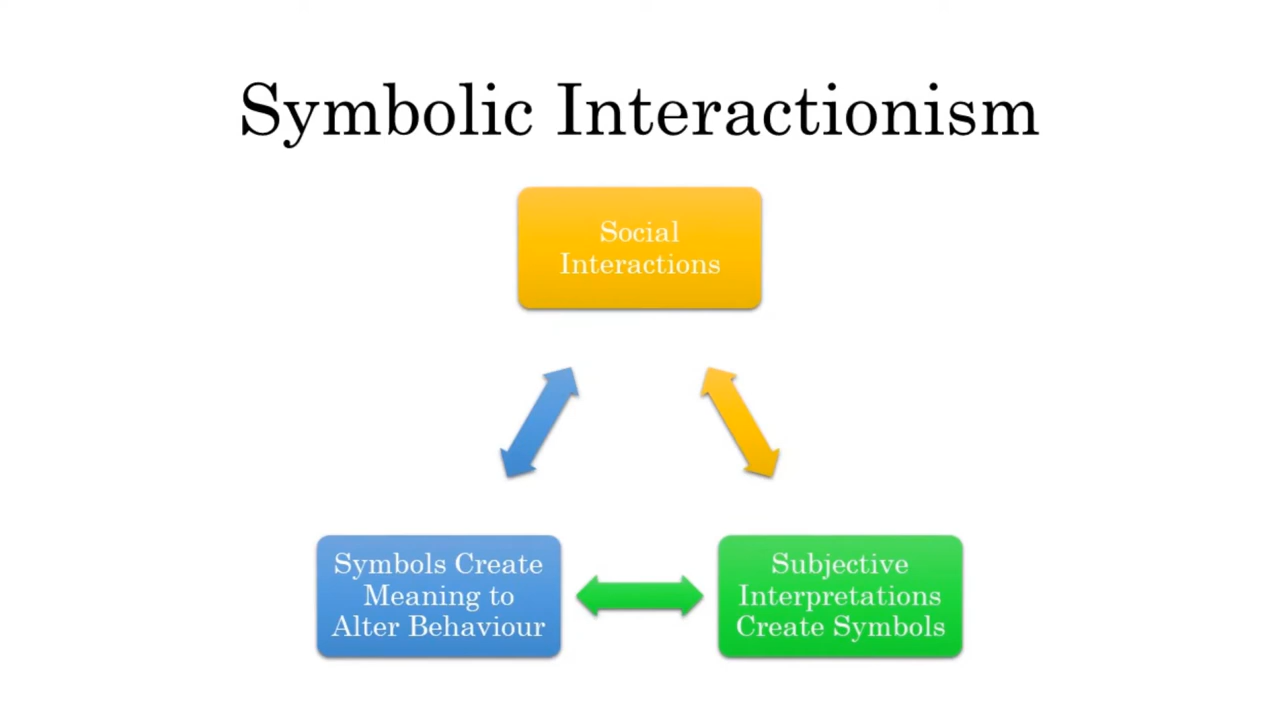 Symbolic Interactionism
Social
Interactions
Symbols Create
Meaning to
Alter Behaviour
Subjective
Interpretations
Create Symbols